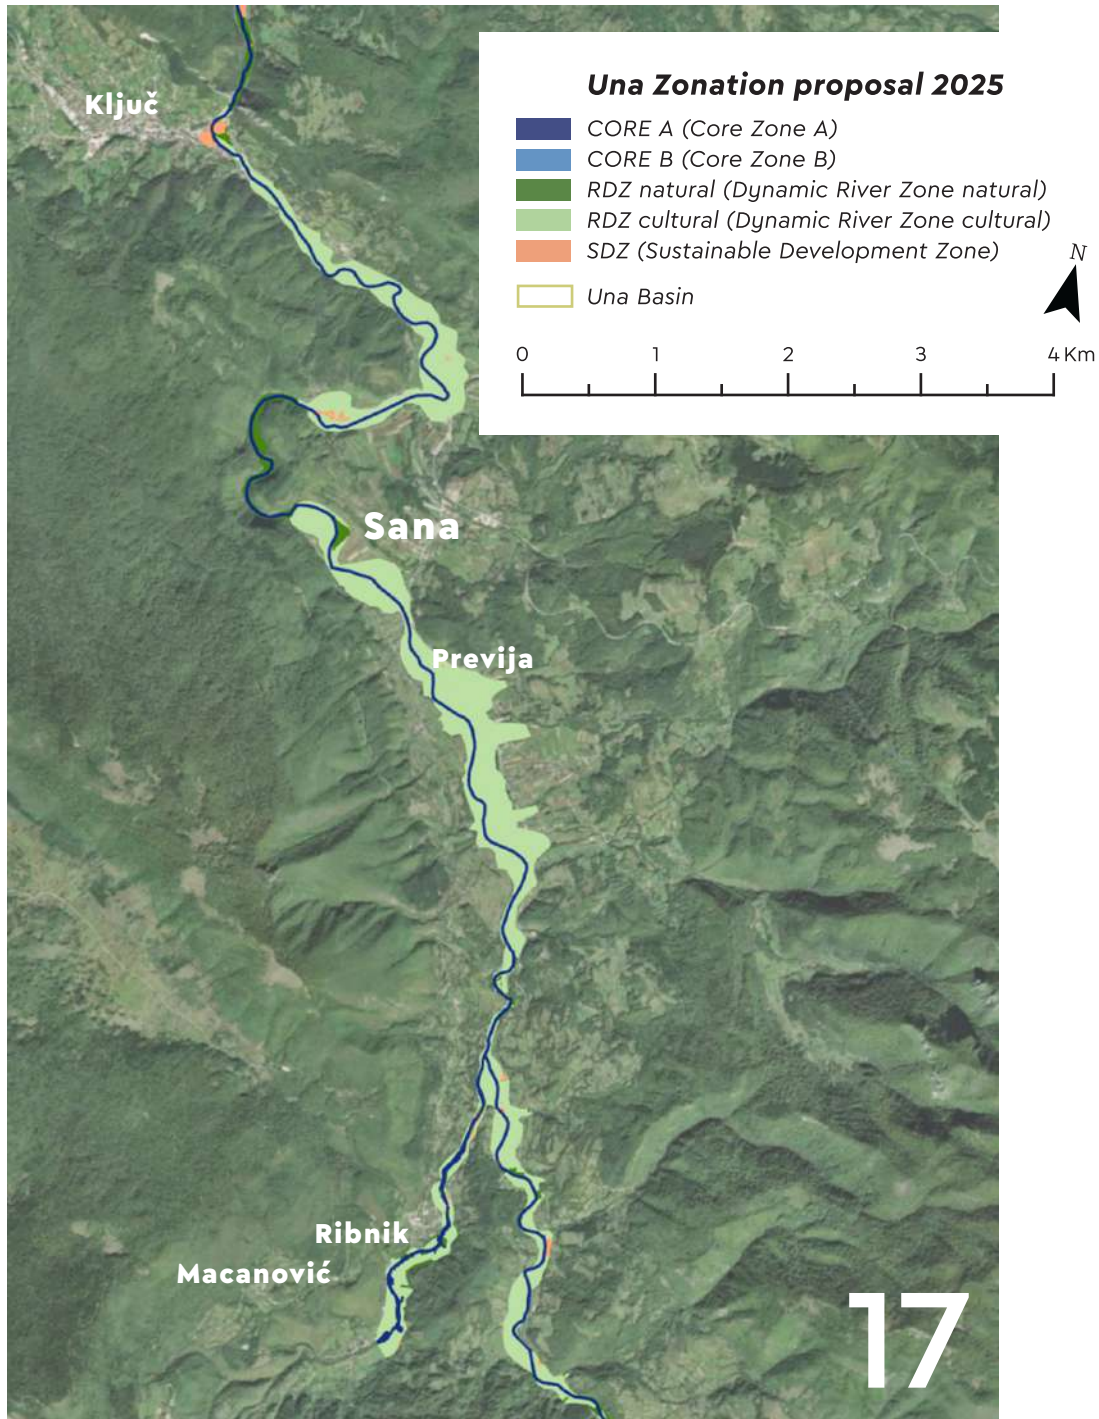 Ključ
Una Zonation proposal 2025
CORE A (Core Zone A)
CORE B (Core Zone B)
RDZ natural (Dynamic River Zone natural)
RDZ cultural (Dynamic River Zone cultural)
SDZ (Sustainable Development Zone)
N
Una Basin
0 1 2 3 4 Km
Sana
Previja
Ribnik
Macanović
17